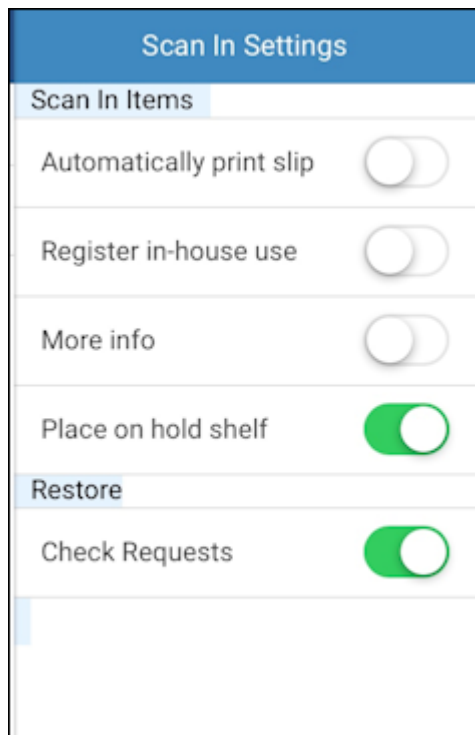 Scan In Settings
Scan In Items
Automatically print slip
Register in-house use
More info
Place on hold shelf
Restore
Check Requests